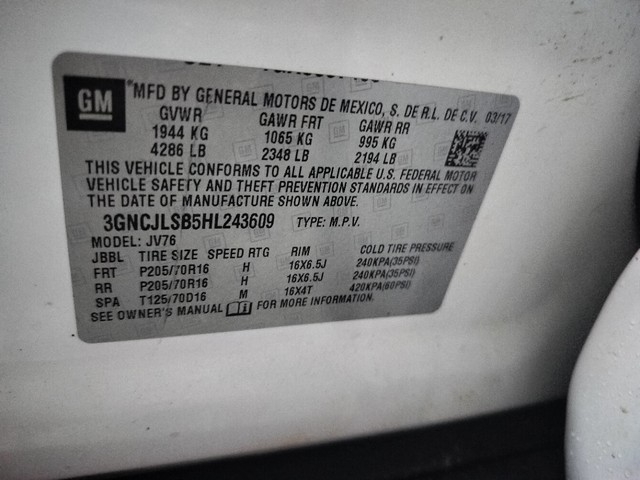 GM
MFD BY GENERAL MOTORS DE MEXICO, S. DE R.L. DE C.V. 03/17
GVWR GAWR FRT GAWR RR
1944 KG 1065 KG 995 KG
4286 LB 2348 LB 2194 LB
THIS VEHICLE CONFORMS TO ALL APPLICABLE U.S. FEDERAL MOTOR
VEHICLE SAFETY AND THEFT PREVENTION STANDARDS IN EFFECT ON
THE DATE OF MANUFACTURE SHOWN ABOVE.
3GNCJLSB5HL243609 TYPE: M.P.V.
MODEL: JV76
JBBL TIRE SIZE SPEED RTG RIM COLD TIRE PRESSURE
FRT P205/70R16 H 16X6.5J 240KPA(35PSI)
RR P205/70R16 H 16X6.5J 240KPA(35PSI)
SPA T125/70D16 M 16X4T 420KPA(60PSI)
SEE OWNER'S MANUAL FOR MORE INFORMATION.